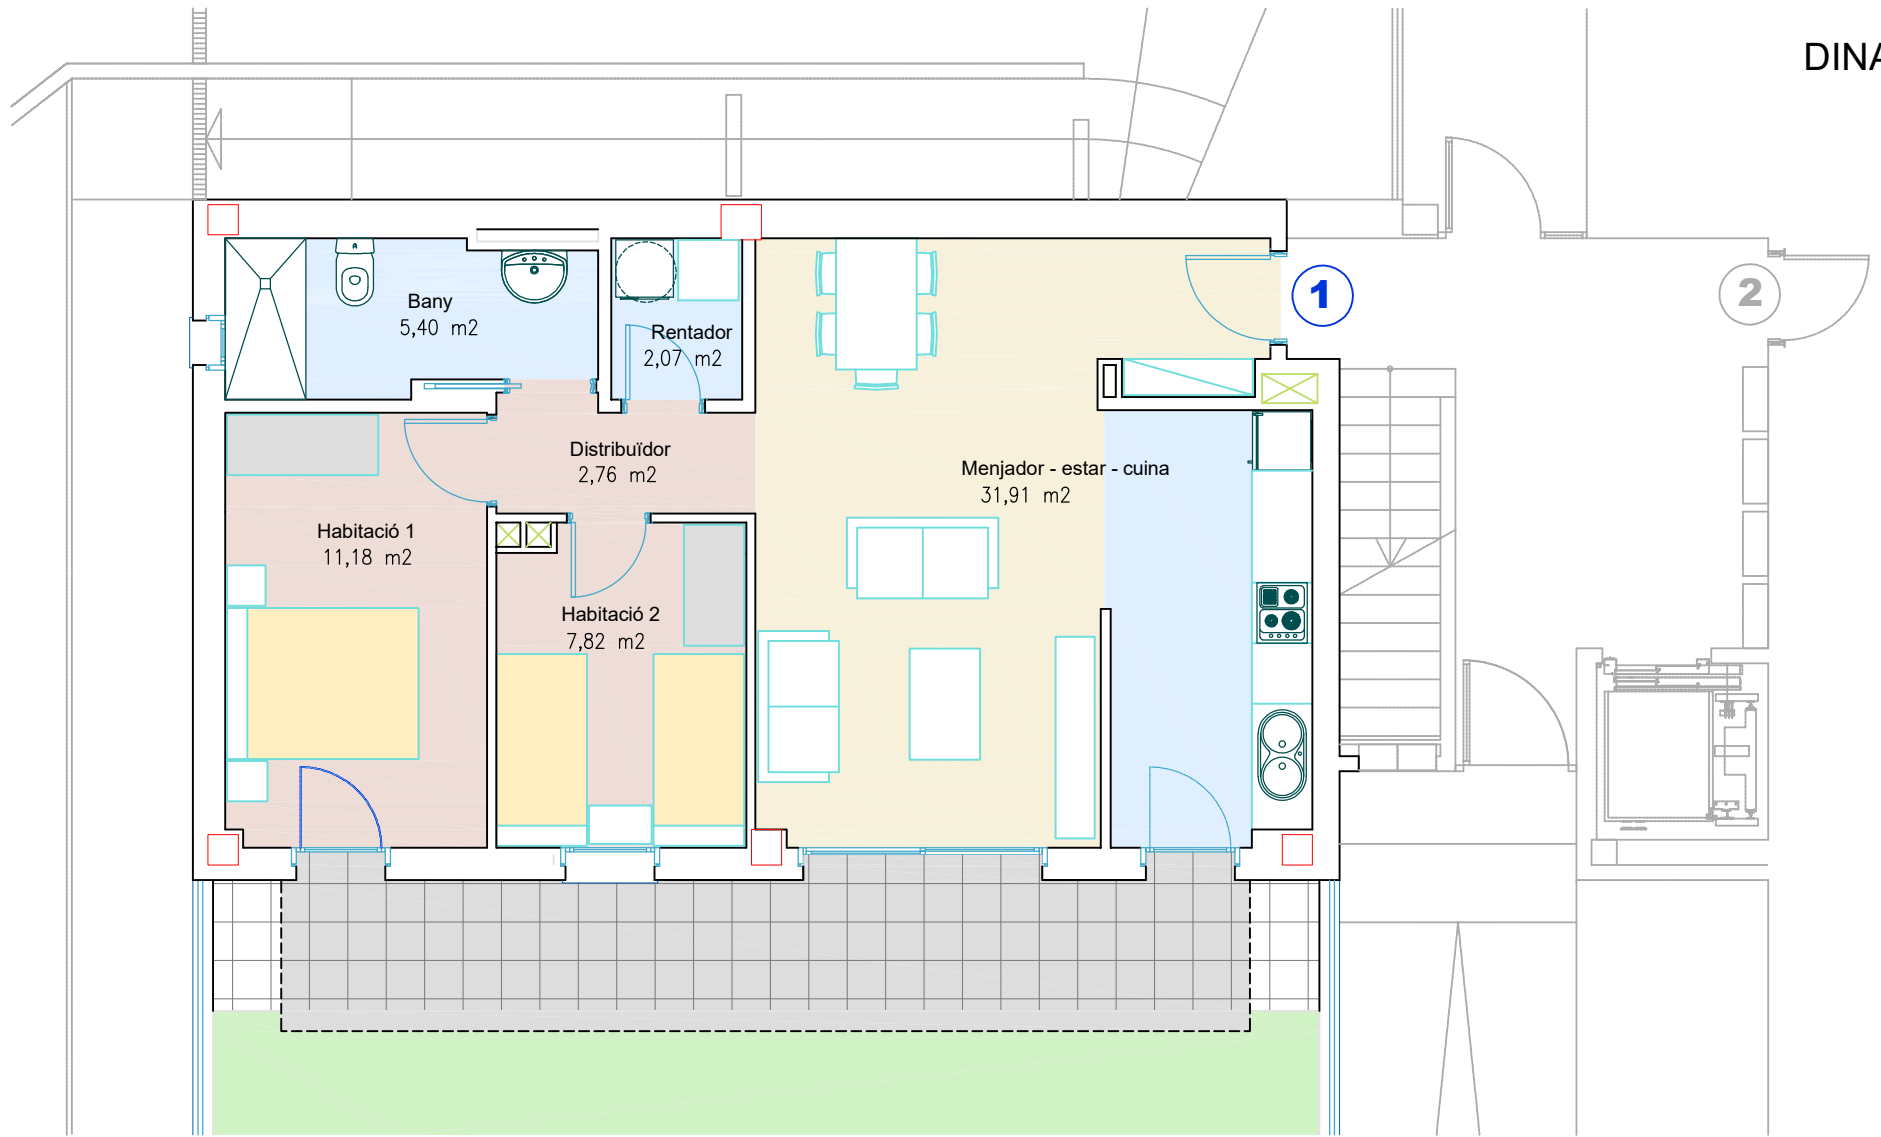 DINA
1
2
Bany
5,40 m2
Rentador
2,07 m2
Distribuïdor
2,76 m2
Menjador - estar - cuina
31,91 m2
Habitació 1
11,18 m2
Habitació 2
7,82 m2